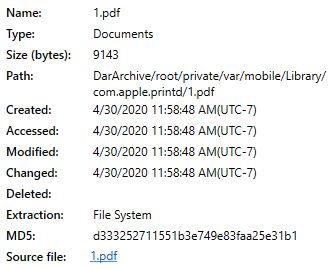 Name: 1.pdf
Type: Documents
Size (bytes): 9143
Path: DarArchive/root/private/var/mobile/Library/
com.apple.printd/1.pdf
Created: 4/30/2020 11:58:48 AM(UTC-7)
Accessed: 4/30/2020 11:58:48 AM(UTC-7)
Modified: 4/30/2020 11:58:48 AM(UTC-7)
Changed: 4/30/2020 11:58:48 AM(UTC-7)
Deleted:
Extraction: File System
MD5: d333252711551b3e749e83faa25e31b1
Source file: 1.pdf